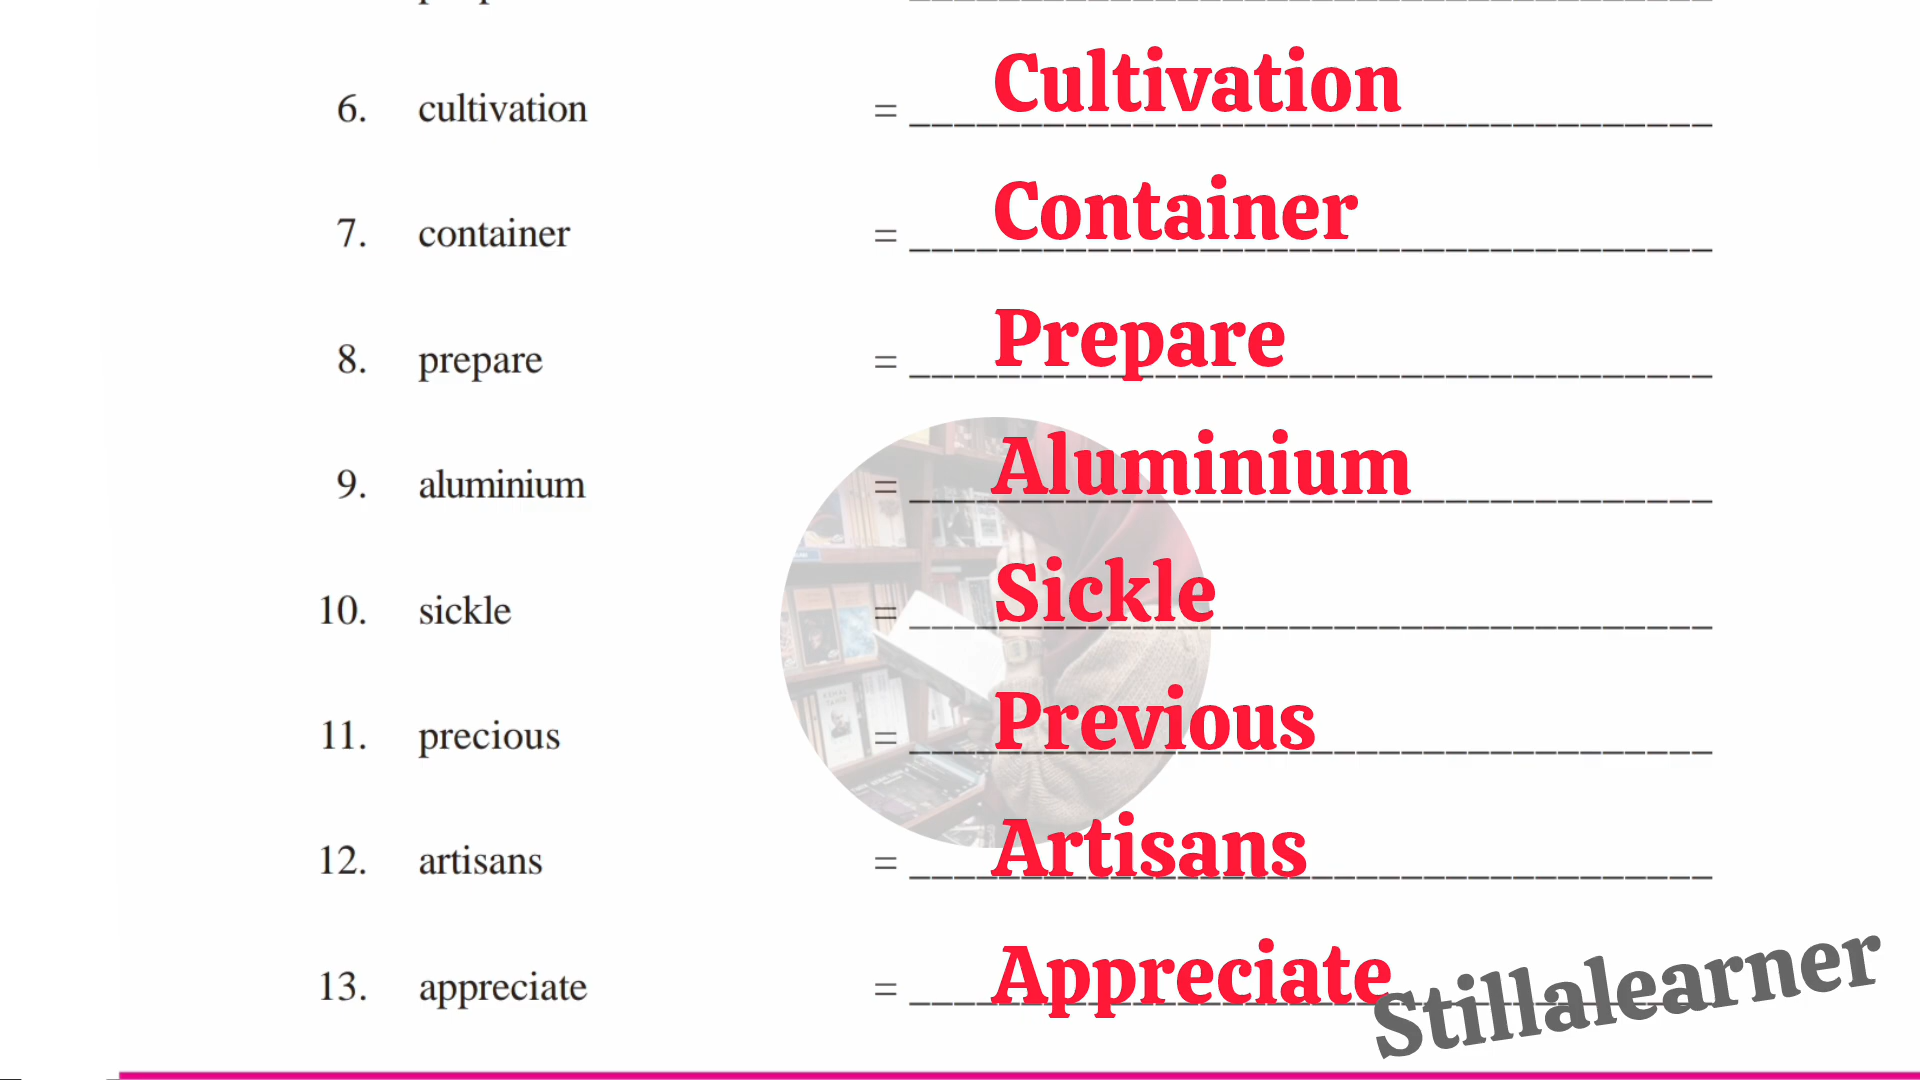 6. cultivation = Cultivation
7. container = Container
8. prepare = Prepare
9. aluminium = Aluminium
10. sickle = Sickle
11. precious = Previous
12. artisans = Artisans
13. appreciate = Appreciate
Stillalearner